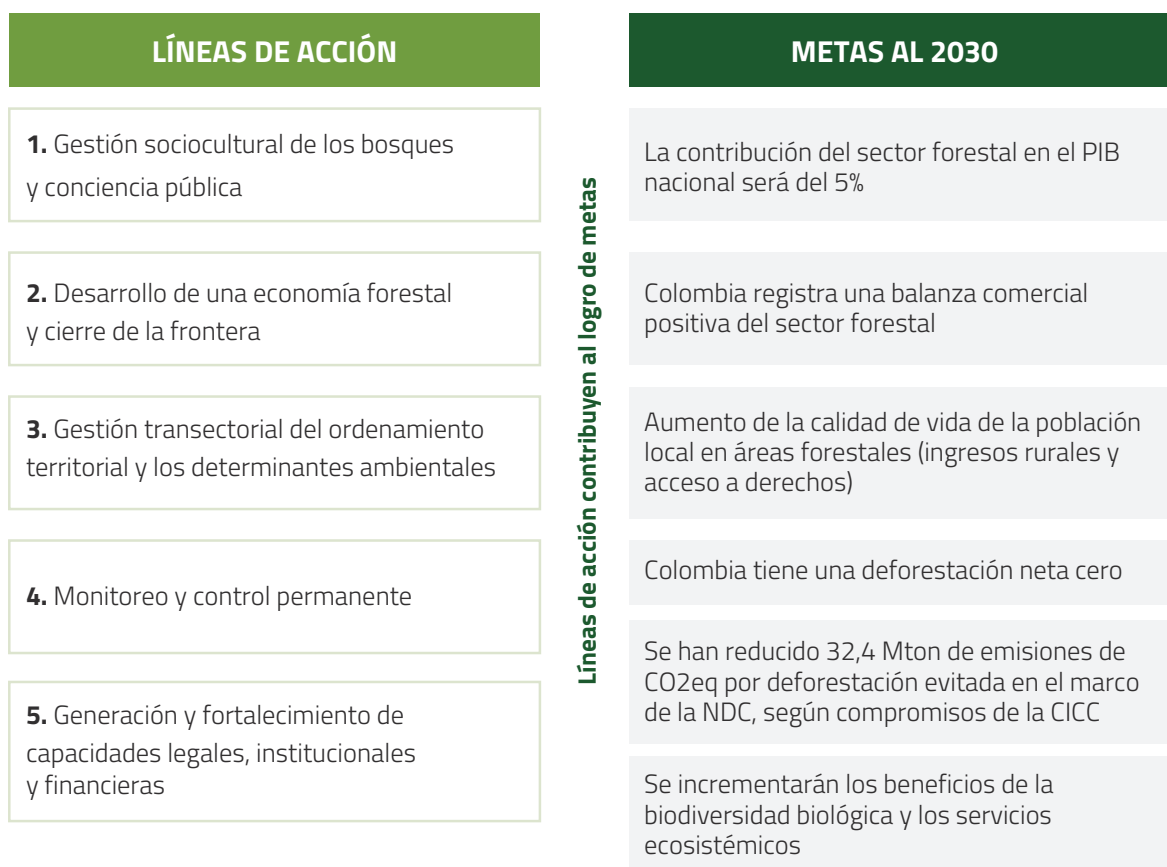 LÍNEAS DE ACCIÓN
1. Gestión sociocultural de los bosques
y conciencia pública
2. Desarrollo de una economía forestal
y cierre de la frontera
3. Gestión transectorial del ordenamiento
territorial y los determinantes ambientales
4. Monitoreo y control permanente
5. Generación y fortalecimiento de
capacidades legales, institucionales
y financieras
Líneas de acción contribuyen al logro de metas
METAS AL 2030
La contribución del sector forestal en el PIB
nacional será del 5%
Colombia registra una balanza comercial
positiva del sector forestal
Aumento de la calidad de vida de la población
local en áreas forestales (ingresos rurales y
acceso a derechos)
Colombia tiene una deforestación neta cero
Se han reducido 32,4 Mton de emisiones de
CO2eq por deforestación evitada en el marco
de la NDC, según compromisos de la CICC
Se incrementarán los beneficios de la
biodiversidad biológica y los servicios
ecosistémicos